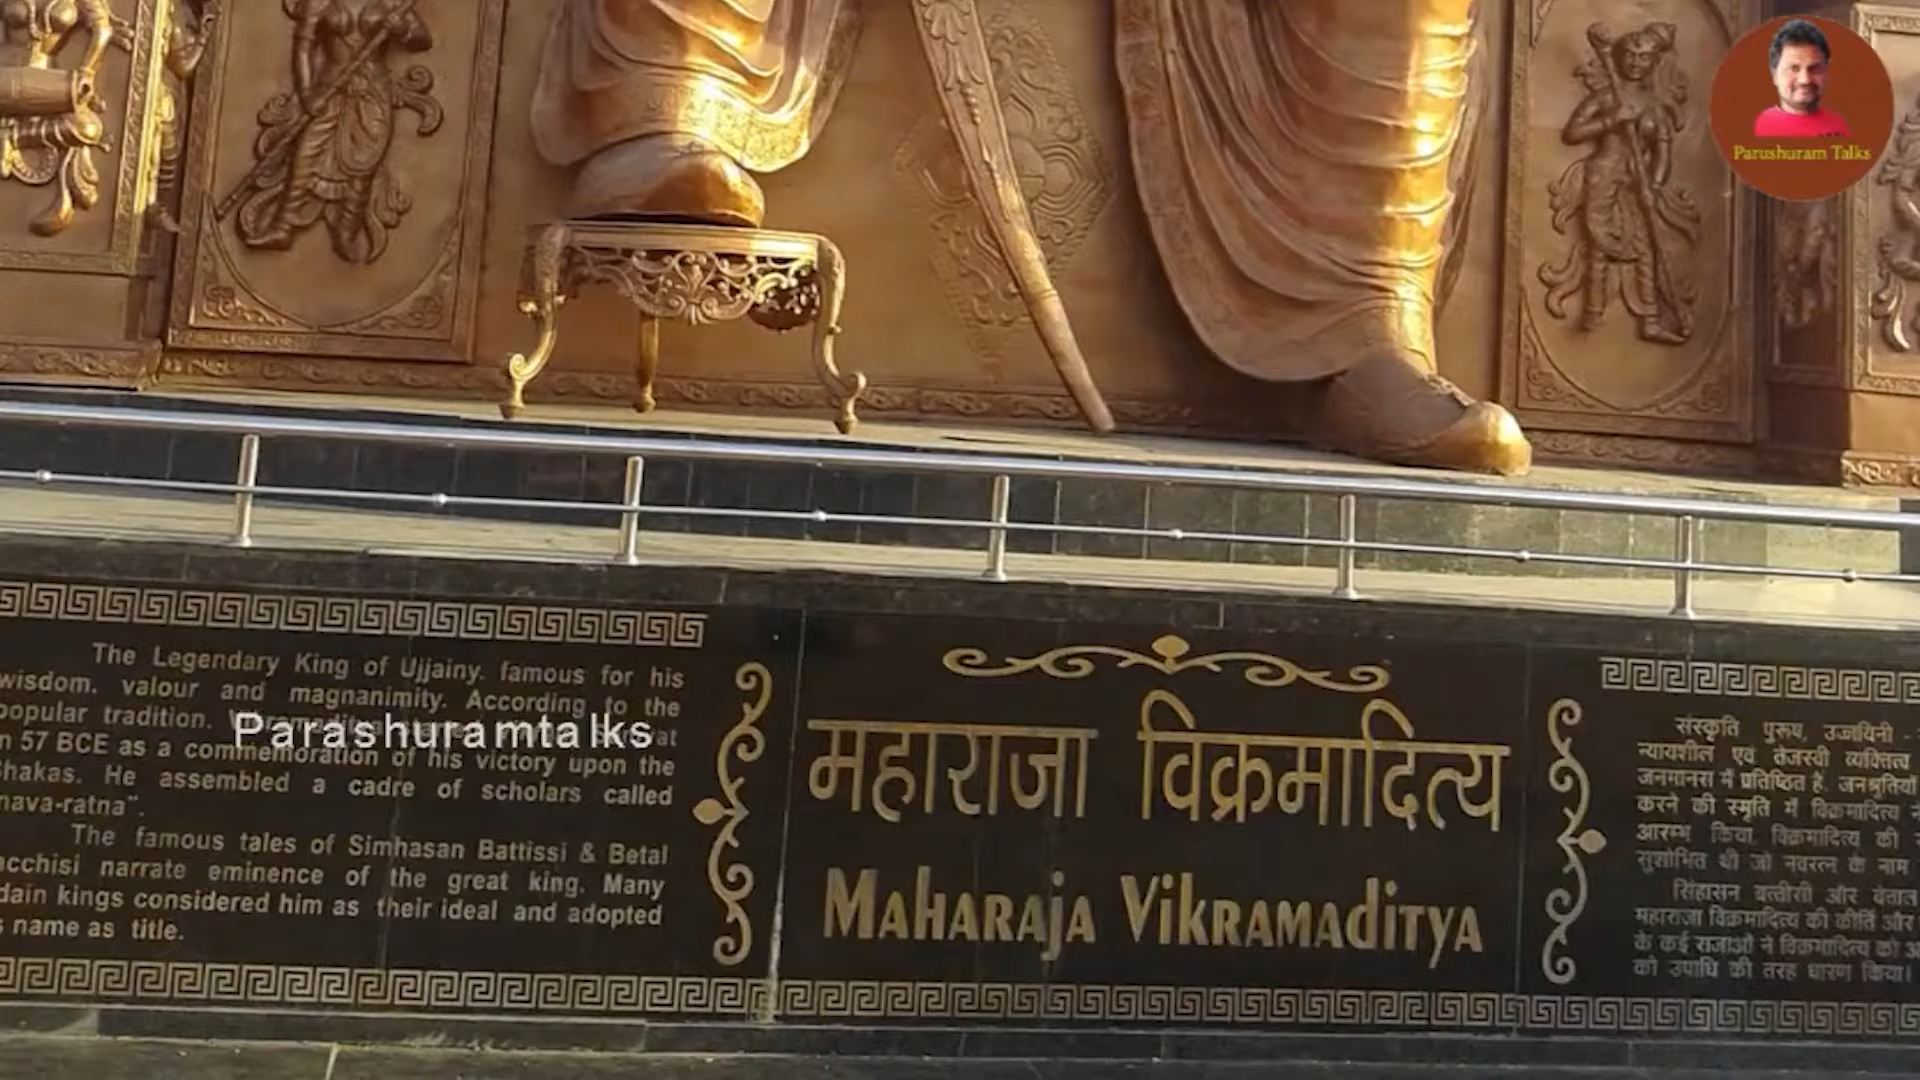 Parushuram Talks
The Legendary King of Ujjainy. famous for his
wisdom. valour and magnanimity. According to the
popular tradition.
Parashuramtalks
n 57 BCE as a commemoration of his victory upon the
Shakas. He assembled a cadre of scholars called
nava-ratna".
The famous tales of Simhasan Battissi & Betal
acchisi narrate eminence of the great king. Many
dain kings considered him as their ideal and adopted
s name as title.
महाराजा विक्रमादित्य
Maharaja Vikramaditya
संस्कृति पुरूष, उज्जयिनी
न्यायशील एवं तेजस्वी व्यक्तित्व
जनमानस में प्रतिष्ठित हैं. जनश्रुतियों
करने की स्मृति में विक्रमादित्य
आरम्भ किया. विक्रमादित्य की
सुशोभित थी जो नवरत्न के नाम
सिंहासन बत्तीसी और वेताल
महाराजा विक्रमादित्य की कीर्ति और
के कई राजाओं ने विक्रमादित्य को
को उपाधि की तरह धारण किया।